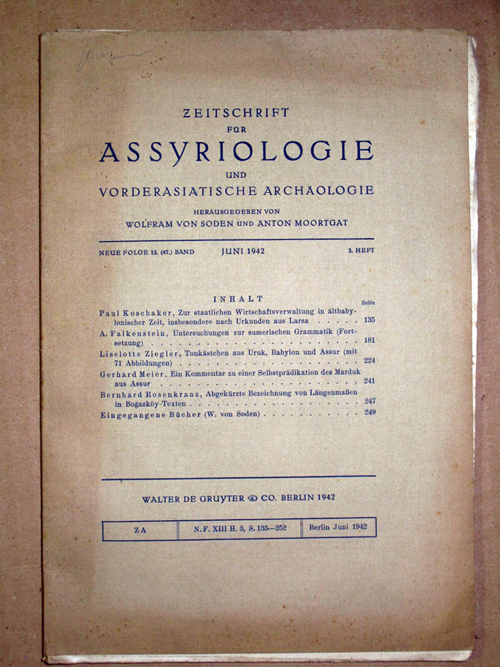 ZEITSCHRIFT
FÜR
ASSYRIOLOGIE
UND
VORDERASIATISCHE ARCHÄOLOGIE
HERAUSGEGEBEN VON
WOLFRAM VON SODEN UND ANTON MOORTGAT
NEUE FOLGE 13. (47.) BAND JUNI 1942 3. HEFT
INHALT
Seite
Paul Koschaker, Zur staatlichen Wirtschaftsverwaltung in altbaby-
lonischer Zeit, insbesondere nach Urkunden aus Larsa . . . . . 135
A. Falkenstein, Untersuchungen zur sumerischen Grammatik (Fort-
setzung) . . . . . . . . . . . . . . . . . . . . 181
Liselotte Ziegler, Tonkästchen aus Uruk, Babylon und Assur (mit
71 Abbildungen) . . . . . . . . . . . . . . . . . 224
Gerhard Meier, Ein Kommentar zu einer Selbstprädikation des Marduk
aus Assur . . . . . . . . . . . . . . . . . . . 241
Bernhard Rosenkranz, Abgekürzte Bezeichnung von Längenmaßen
in Boğazköy-Texten . . . . . . . . . . . . . . . . 247
Eingegangene Bücher (W. von Soden) . . . . . . . . . . . 249
WALTER DE GRUYTER & CO. BERLIN 1942
ZA N. F. XIII H. 3, S. 135—252 Berlin Juni 1942